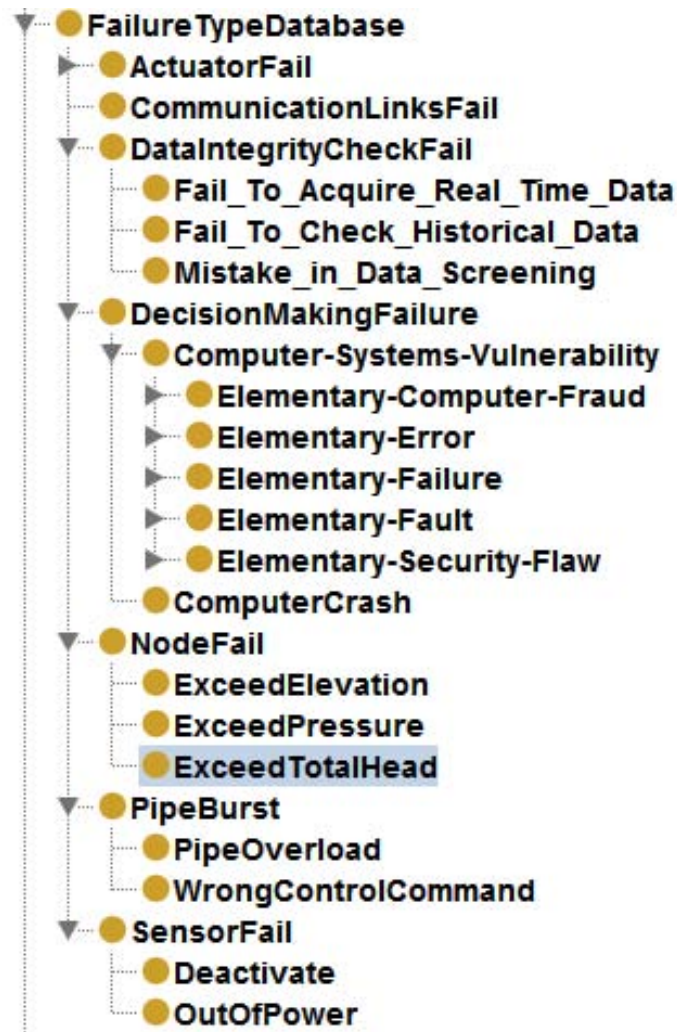 FailureTypeDatabase
ActuatorFail
CommunicationLinksFail
DataIntegrityCheckFail
Fail_To_Acquire_Real_Time_Data
Fail_To_Check_Historical_Data
Mistake_in_Data_Screening
DecisionMakingFailure
Computer-Systems-Vulnerability
Elementary-Computer-Fraud
Elementary-Error
Elementary-Failure
Elementary-Fault
Elementary-Security-Flaw
ComputerCrash
NodeFail
ExceedElevation
ExceedPressure
ExceedTotalHead
PipeBurst
PipeOverload
WrongControlCommand
SensorFail
Deactivate
OutOfPower